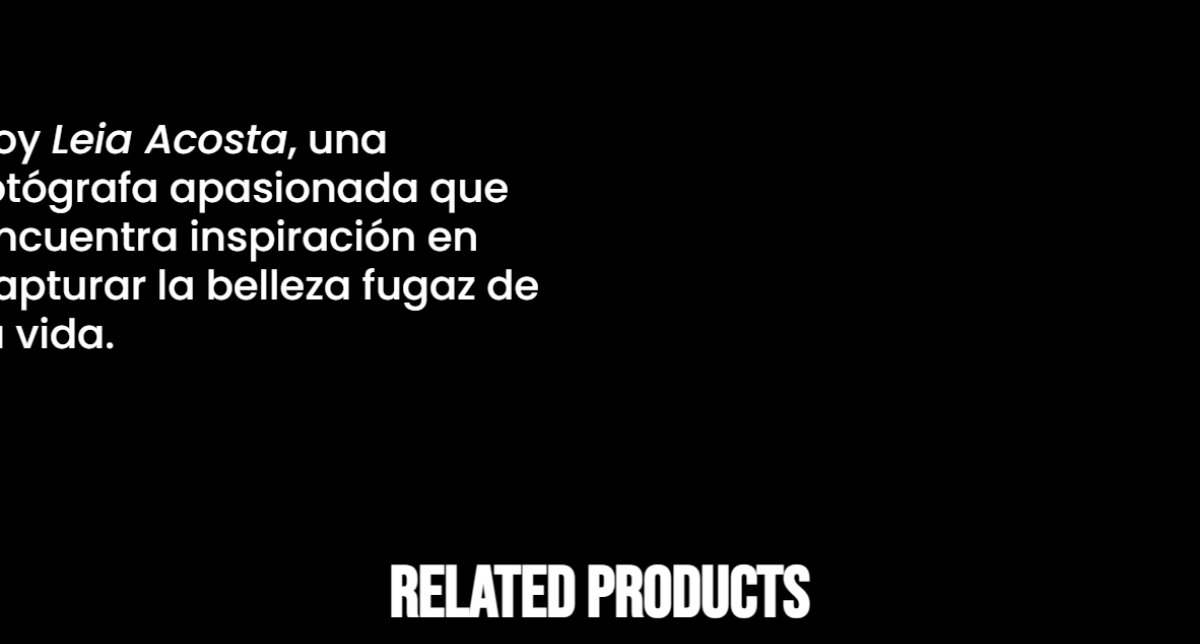 oy Leia Acosta, una
otógrafa apasionada que
ncuentra inspiración en
apturar la belleza fugaz de
vida.
RELATED PRODUCTS